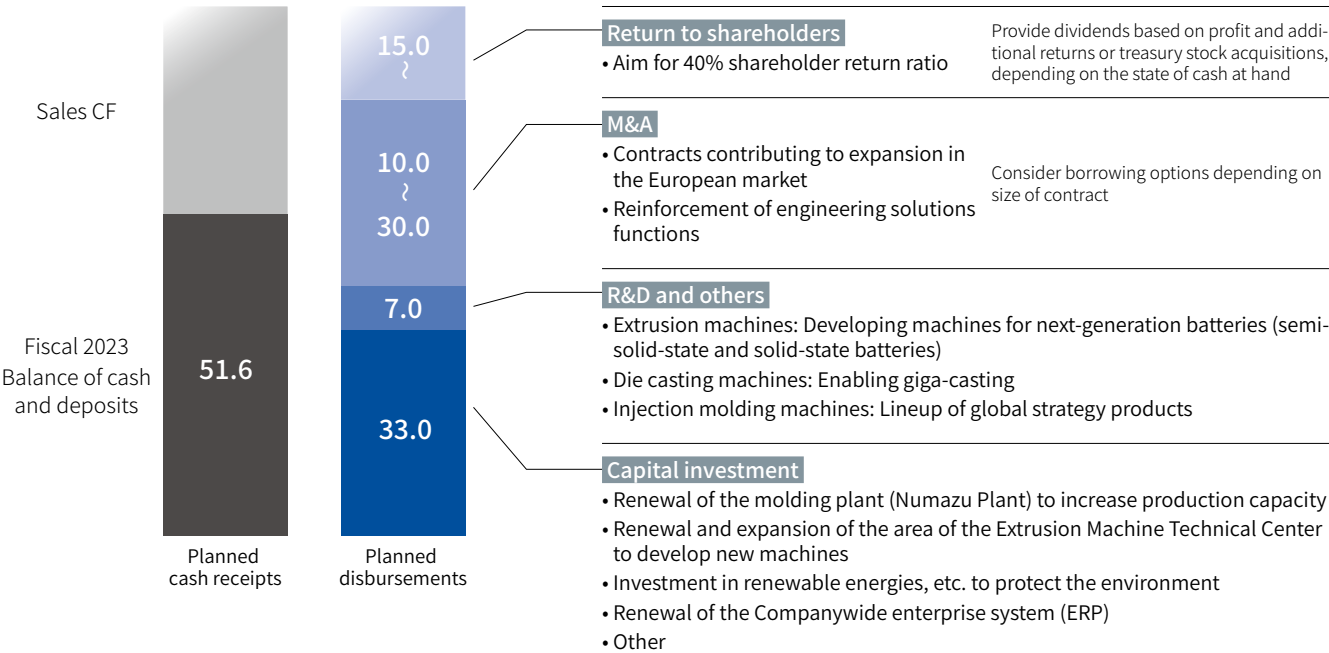 Sales CF
Fiscal 2023
Balance of cash
and deposits
51.6
Planned
cash receipts
15.0
~
10.0
~
30.0
7.0
33.0
Planned
disbursements
Return to shareholders
• Aim for 40% shareholder return ratio
Provide dividends based on profit and addi-
tional returns or treasury stock acquisitions,
depending on the state of cash at hand
M&A
• Contracts contributing to expansion in
the European market
• Reinforcement of engineering solutions
functions
Consider borrowing options depending on
size of contract
R&D and others
• Extrusion machines: Developing machines for next-generation batteries (semi-
solid-state and solid-state batteries)
• Die casting machines: Enabling giga-casting
• Injection molding machines: Lineup of global strategy products
Capital investment
• Renewal of the molding plant (Numazu Plant) to increase production capacity
• Renewal and expansion of the area of the Extrusion Machine Technical Center
to develop new machines
• Investment in renewable energies, etc. to protect the environment
• Renewal of the Companywide enterprise system (ERP)
• Other